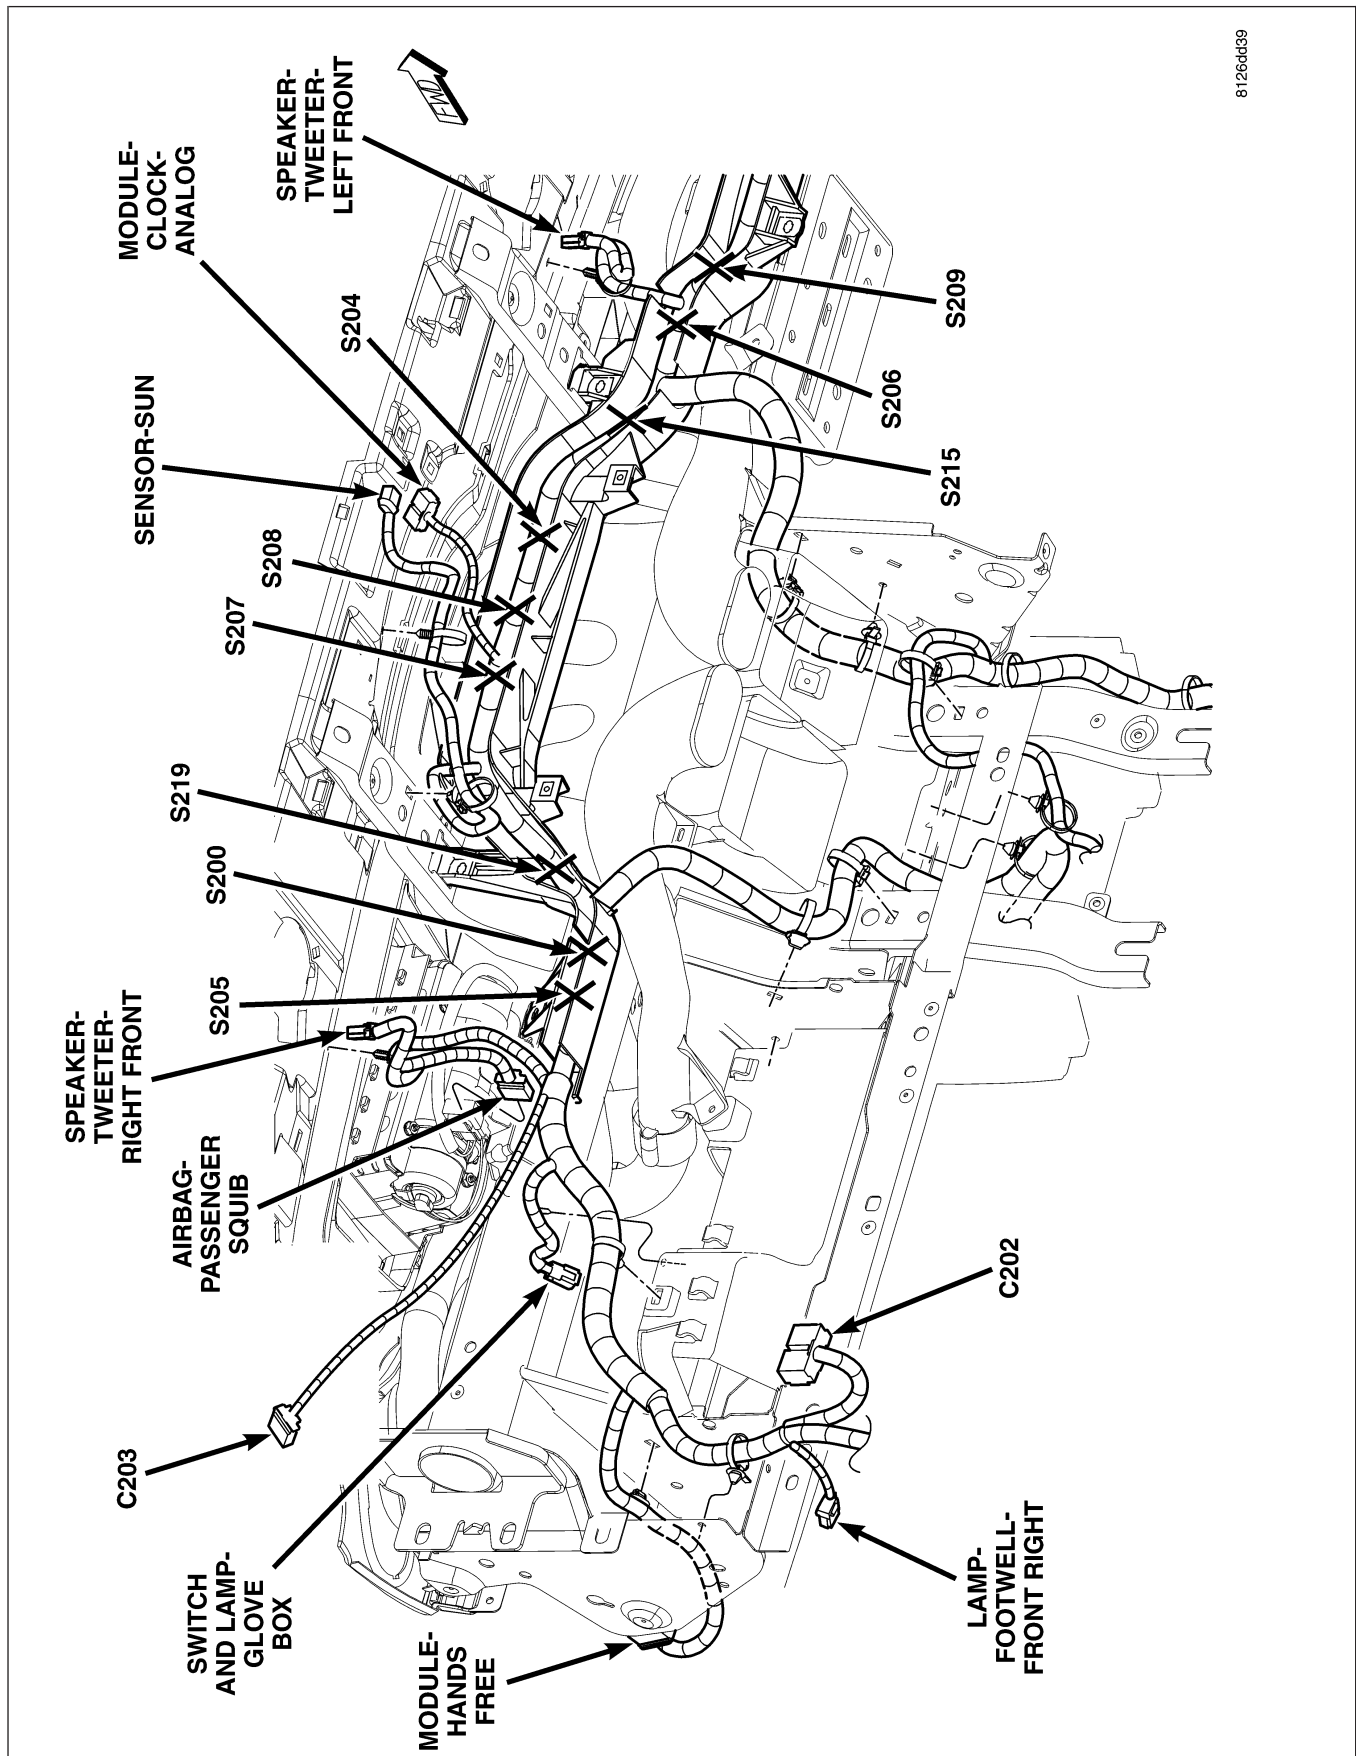 MODULE-
HANDS
FREE
SWITCH
AND LAMP-
GLOVE
BOX
C203
AIRBAG-
PASSENGER
SQUIB
SPEAKER-
TWEETER-
RIGHT FRONT
S205
S200
S219
S207
S208
SENSOR-SUN
S204
MODULE-
CLOCK-
ANALOG
SPEAKER-
TWEETER-
LEFT FRONT
FWD
LAMP-
FOOTWELL-
FRONT RIGHT
C202
S215
S206
S209
8126dd39